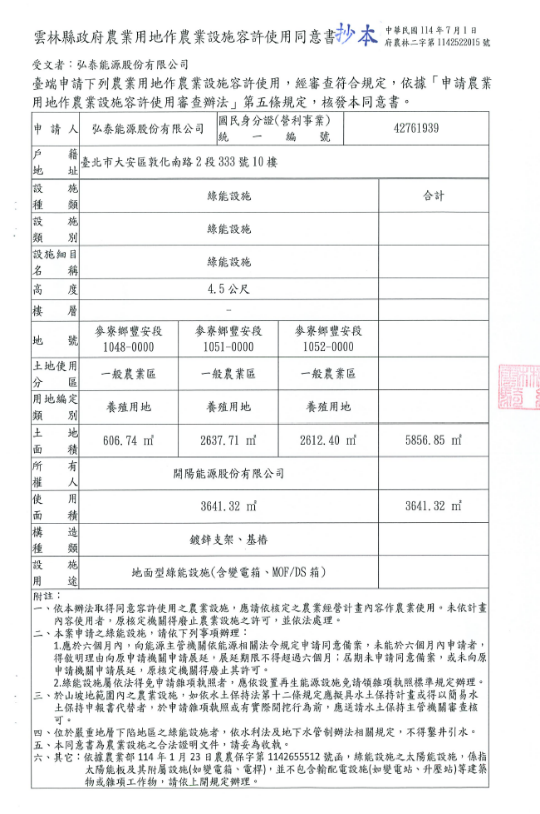 雲林縣政府農業用地作農業設施容許使用同意書 抄本 中華民國114年7月1日
府農林二字第1142522015號
受文者：弘泰能源股份有限公司
臺端申請下列農業用地作農業設施容許使用，經審查符合規定，依據「申請農業
用地作農業設施容許使用審查辦法」第五條規定，核發本同意書。
申請人 弘泰能源股份有限公司 國民身分證(營利事業)統一編號 42761939
戶籍地址 臺北市大安區敦化南路2段333號10樓
設施種類 綠能設施 合計
設施類別 綠能設施
設施細目名稱 綠能設施
高度 4.5公尺
樓層 -
地號 麥寮鄉豐安段1048-0000 麥寮鄉豐安段1051-0000 麥寮鄉豐安段1052-0000
土地使用分區 一般農業區 一般農業區 一般農業區
用地編定類別 養殖用地 養殖用地 養殖用地
土地面積 606.74 ㎡ 2637.71 ㎡ 2612.40 ㎡ 5856.85 ㎡
所有權人 開陽能源股份有限公司
使用面積 3641.32 ㎡ 3641.32 ㎡
構造種類 鍍鋅支架、基樁
設施用途 地面型綠能設施(含變電箱、MOF/DS箱)
附註：
一、依本辦法取得同意容許使用之農業設施，應請依核定之農業經營計畫內容作農業使用。未依計畫
內容使用者，原核定機關得廢止農業設施之許可，並依法處理。
二、本案申請之綠能設施，請依下列事項辦理：
1.應於六個月內，向能源主管機關依能源相關法令規定申請同意備案，未能於六個月內申請者，
得敘明理由向原申請機關申請展延，展延期限不得超過六個月；屆期未申請同意備案，或未向原
申請機關申請展延，原核定機關得廢止其許可。
2.綠能設施屬依法得免申請雜項執照者，應依設置再生能源設施免請領雜項執照標準規定辦理。
三、於山坡地範圍內之農業設施，如依水土保持法第十二條規定應擬具水土保持計畫或得以簡易水
土保持申報書代替者，於申請雜項執照或有實際開挖行為前，應送請水土保持主管機關審查核
可。
四、位於嚴重地層下陷地區之綠能設施者，依水利法及地下水管制辦法相關規定，不得鑿井引水。
五、本同意書為農業設施之合法證明文件，請妥為收執。
六、其它：依據農業部114年1月23日農農保字第1142655512號函，綠能設施之太陽能設施，係指
太陽能板及其附屬設施(如變電箱、電桿)，並不包含輸配電設施(如變電站、升壓站)等建築
物或雜項工作物，請依上開規定辦理。